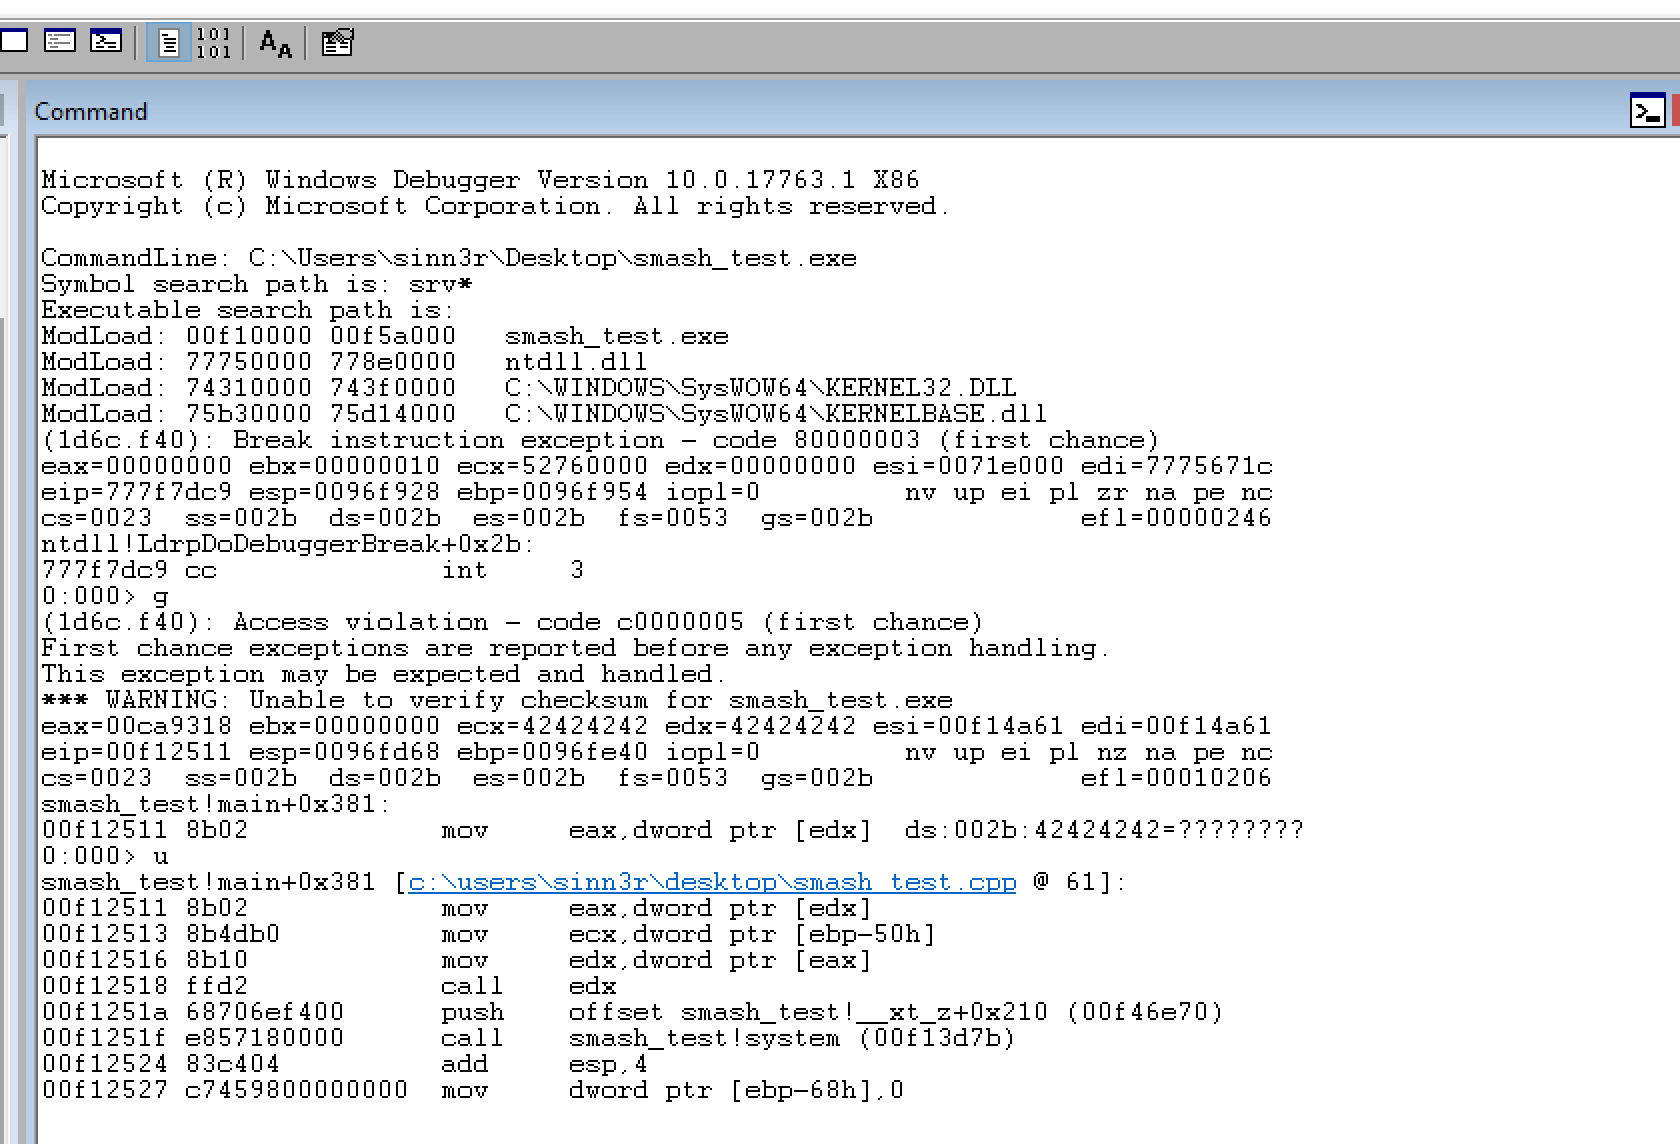 101
101
AA
Command
Microsoft (R) Windows Debugger Version 10.0.17763.1 X86
Copyright (c) Microsoft Corporation. All rights reserved.
CommandLine: C:\Users\sinn3r\Desktop\smash_test.exe
Symbol search path is: srv*
Executable search path is:
ModLoad: 00f10000 00f5a000   smash_test.exe
ModLoad: 77750000 778e0000   ntdll.dll
ModLoad: 74310000 743f0000   C:\WINDOWS\SysWOW64\KERNEL32.DLL
ModLoad: 75b30000 75d14000   C:\WINDOWS\SysWOW64\KERNELBASE.dll
(1d6c.f40): Break instruction exception - code 80000003 (first chance)
eax=00000000 ebx=00000010 ecx=52760000 edx=00000000 esi=0071e000 edi=7775671c
eip=777f7dc9 esp=0096f928 ebp=0096f954 iopl=0         nv up ei pl zr na pe nc
cs=0023  ss=002b  ds=002b  es=002b  fs=0053  gs=002b             efl=00000246
ntdll!LdrpDoDebuggerBreak+0x2b:
777f7dc9 cc              int     3
0:000> g
(1d6c.f40): Access violation - code c0000005 (first chance)
First chance exceptions are reported before any exception handling.
This exception may be expected and handled.
*** WARNING: Unable to verify checksum for smash_test.exe
eax=00ca9318 ebx=00000000 ecx=42424242 edx=42424242 esi=00f14a61 edi=00f14a61
eip=00f12511 esp=0096fd68 ebp=0096fe40 iopl=0         nv up ei pl nz na pe nc
cs=0023  ss=002b  ds=002b  es=002b  fs=0053  gs=002b             efl=00010206
smash_test!main+0x381:
00f12511 8b02            mov     eax,dword ptr [edx]  ds:002b:42424242=????????
0:000> u
smash_test!main+0x381 [c:\users\sinn3r\desktop\smash_test.cpp @ 61]:
00f12511 8b02            mov     eax,dword ptr [edx]
00f12513 8b4db0          mov     ecx,dword ptr [ebp-50h]
00f12516 8b10            mov     edx,dword ptr [eax]
00f12518 ffd2            call    edx
00f1251a 68706ef400      push    offset smash_test!__xt_z+0x210 (00f46e70)
00f1251f e857180000      call    smash_test!system (00f13d7b)
00f12524 83c404          add     esp,4
00f12527 c7459800000000  mov     dword ptr [ebp-68h],0